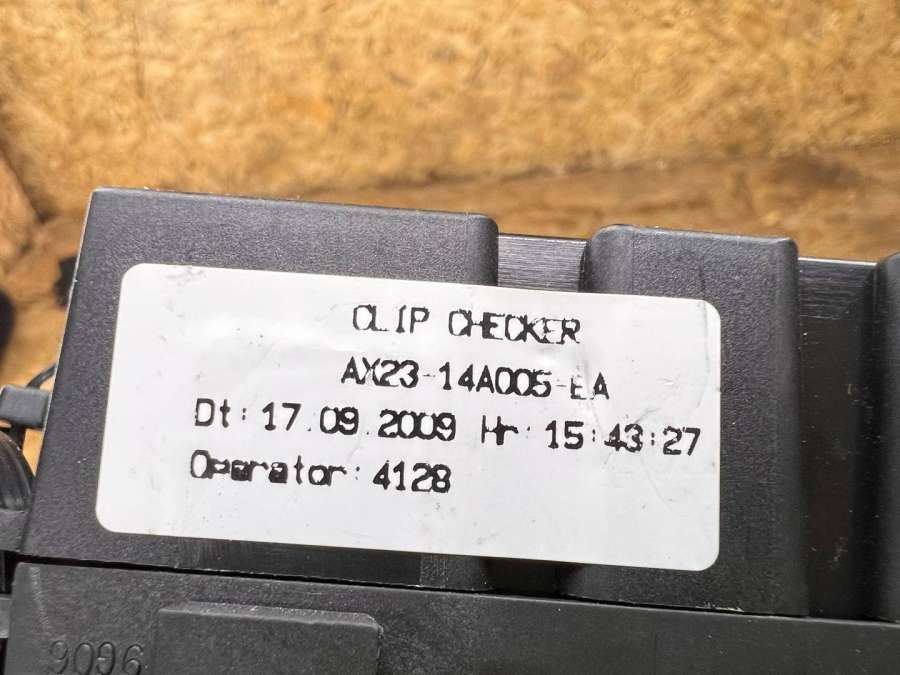 CLIP CHECKER
AX23-14A005-EA
Dt: 17.09.2009 Hr: 15:43:27
Operator: 4128
9096